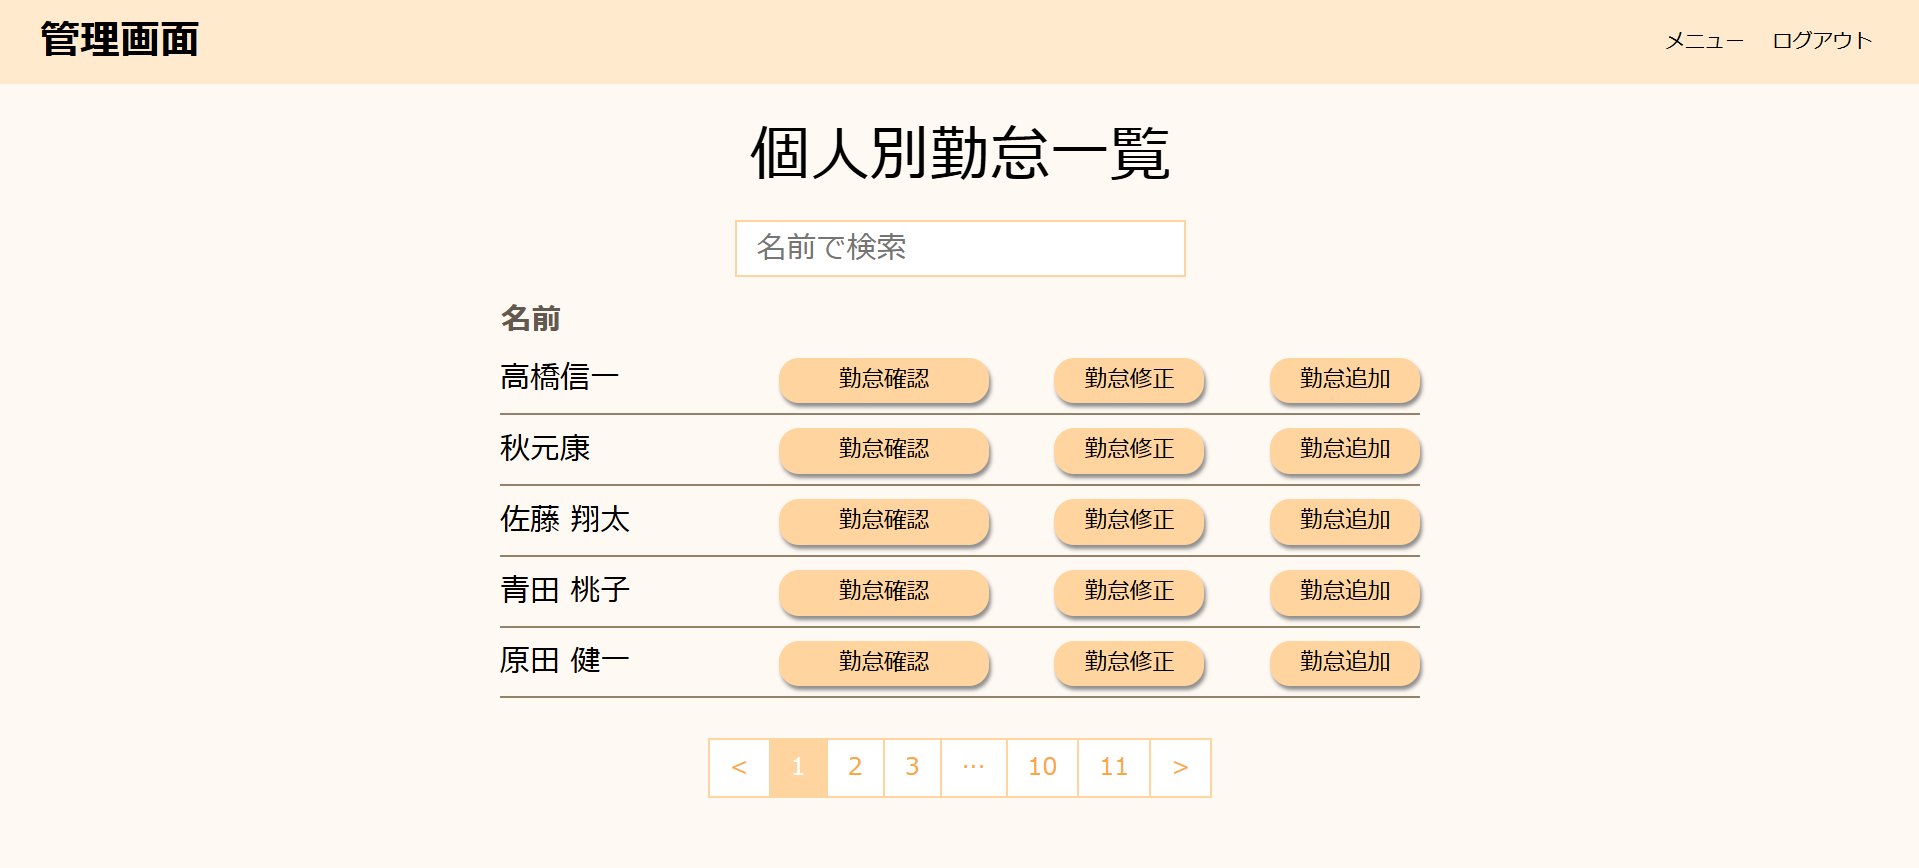 管理画面
メニュー ログアウト
個人別勤怠一覧
名前で検索
名前
高橋信一 勤怠確認 勤怠修正 勤怠追加
秋元康 勤怠確認 勤怠修正 勤怠追加
佐藤 翔太 勤怠確認 勤怠修正 勤怠追加
青田 桃子 勤怠確認 勤怠修正 勤怠追加
原田 健一 勤怠確認 勤怠修正 勤怠追加
< 1 2 3 … 10 11 >